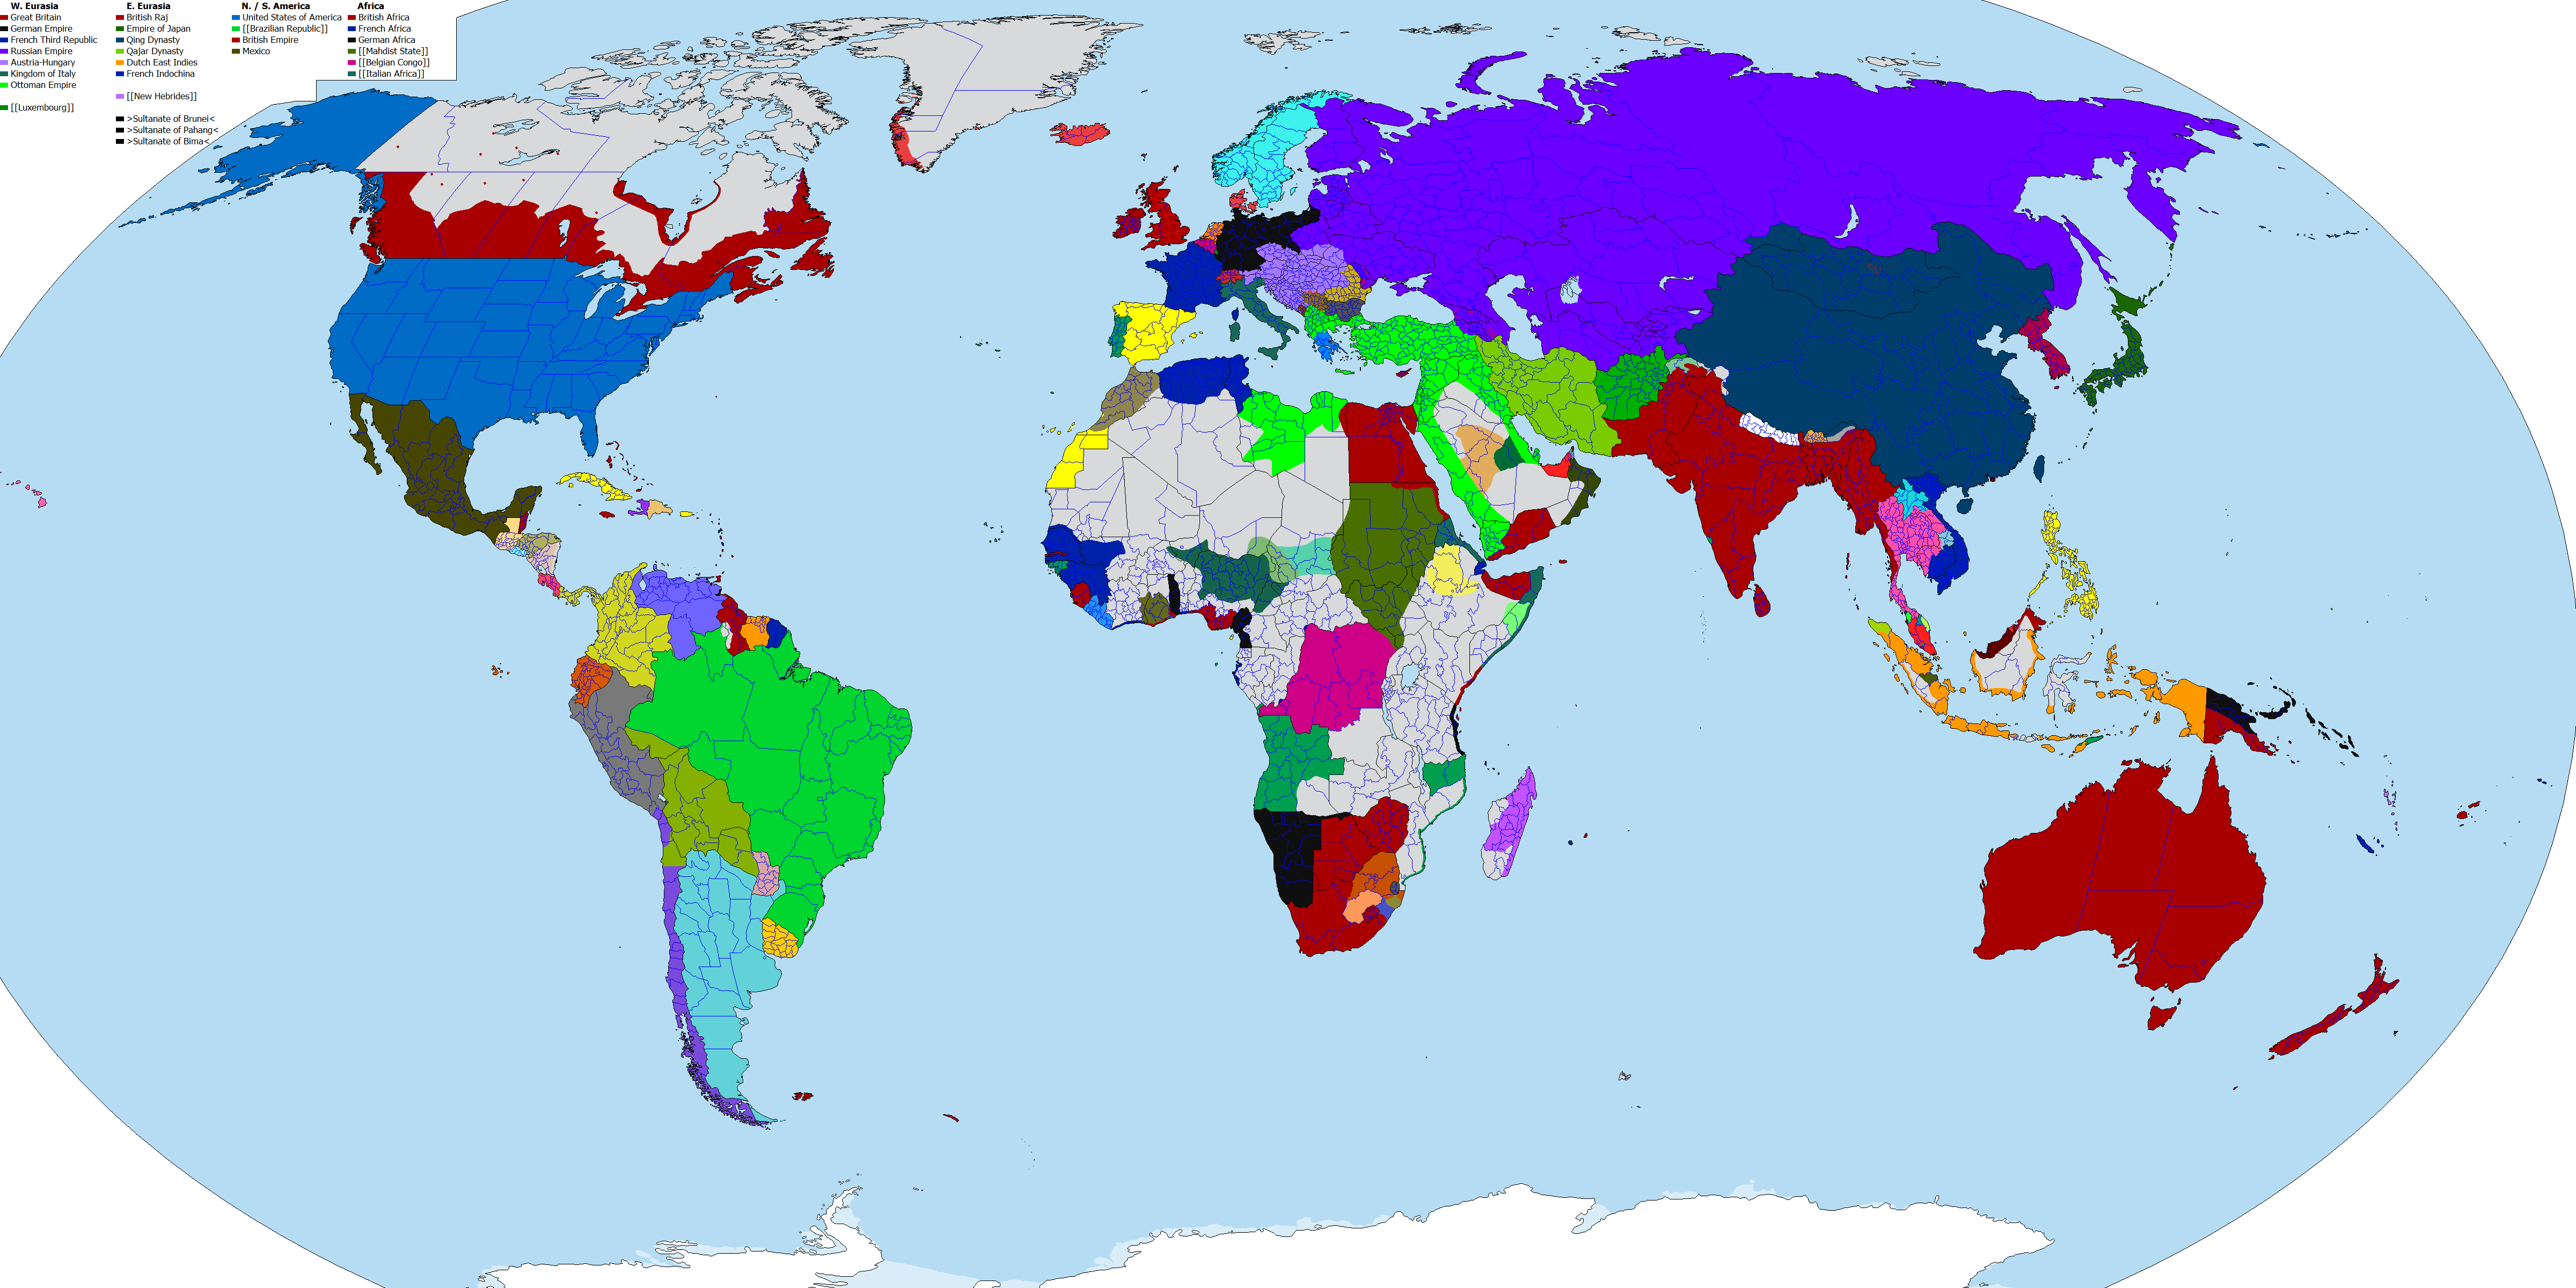 W. Eurasia
Great Britain
German Empire
French Third Republic
Russian Empire
Austria-Hungary
Kingdom of Italy
Ottoman Empire
[[Luxembourg]]
E. Eurasia
British Raj
Empire of Japan
Qing Dynasty
Qajar Dynasty
Dutch East Indies
French Indochina
[[New Hebrides]]
>Sultanate of Brunei<
>Sultanate of Pahang<
>Sultanate of Bima<
N. / S. America
United States of America
[[Brazilian Republic]]
British Empire
Mexico
Africa
British Africa
French Africa
German Africa
[[Mahdist State]]
[[Belgian Congo]]
[[Italian Africa]]